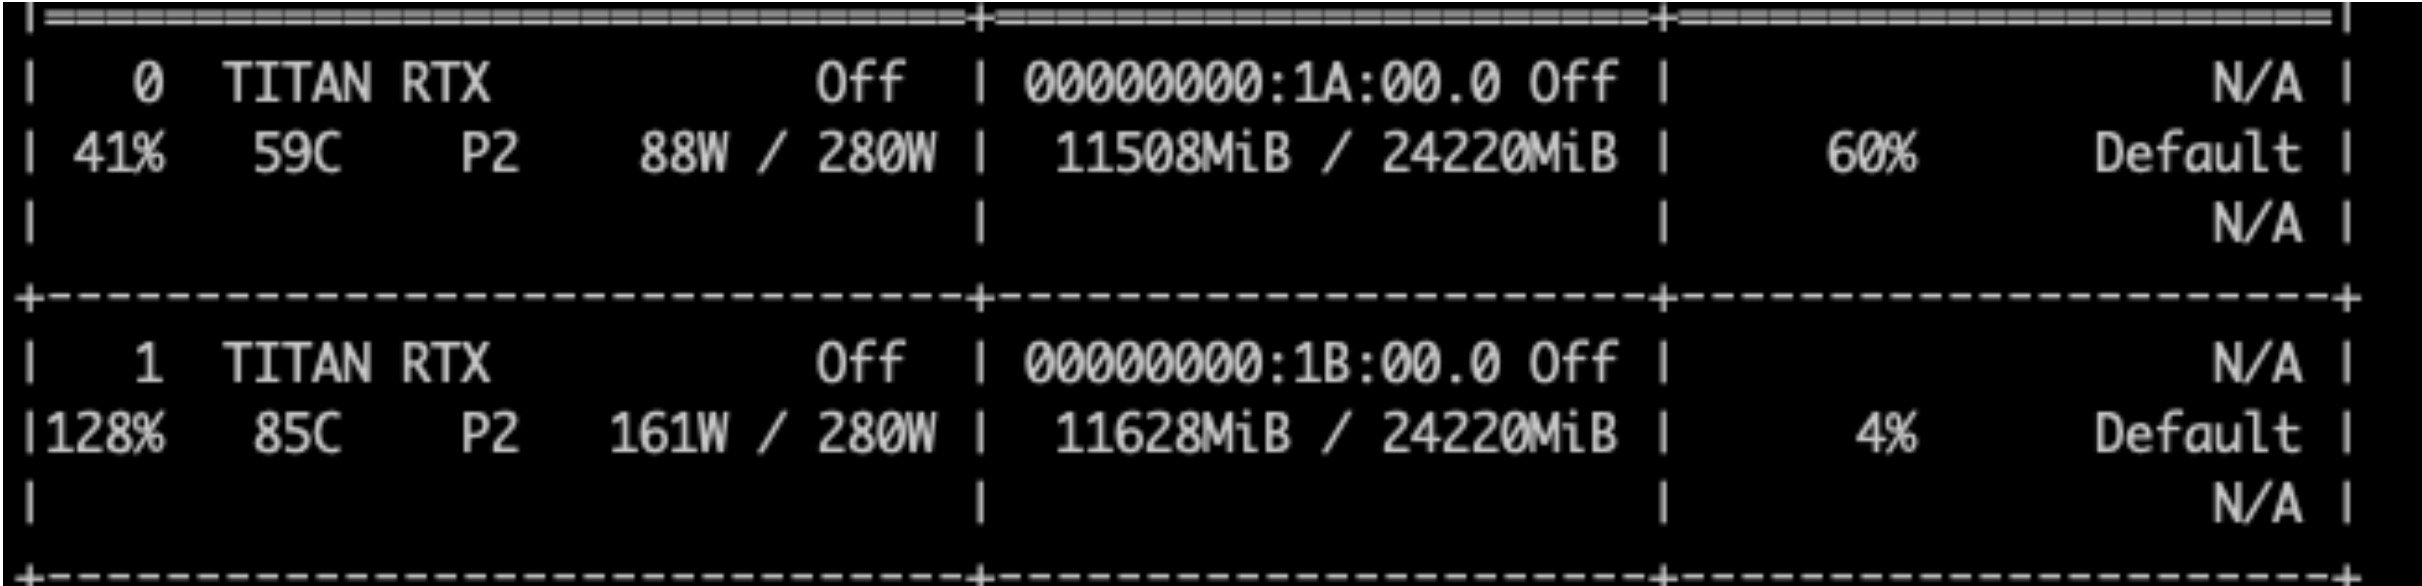 |===============================+======================+======================|
|   0  TITAN RTX           Off  | 00000000:1A:00.0 Off |                  N/A |
| 41%   59C    P2    88W / 280W |  11508MiB / 24220MiB |     60%      Default |
|                               |                      |                  N/A |
+-------------------------------+----------------------+----------------------+
|   1  TITAN RTX           Off  | 00000000:1B:00.0 Off |                  N/A |
|128%   85C    P2   161W / 280W |  11628MiB / 24220MiB |      4%      Default |
|                               |                      |                  N/A |
+-------------------------------+----------------------+----------------------+